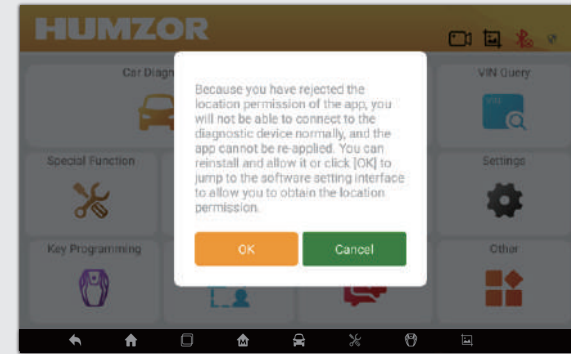 HUMZOR
Car Diagn
VIN Query
VIN
Because you have rejected the
location permission of the app, you
will not be able to connect to the
diagnostic device normally, and the
app cannot be re-applied. You can
reinstall and allow it or click [OK] to
jump to the software setting interface
to allow you to obtain the location
permission.
Special Function
Settings
OK
Cancel
Key Programming
Other
M